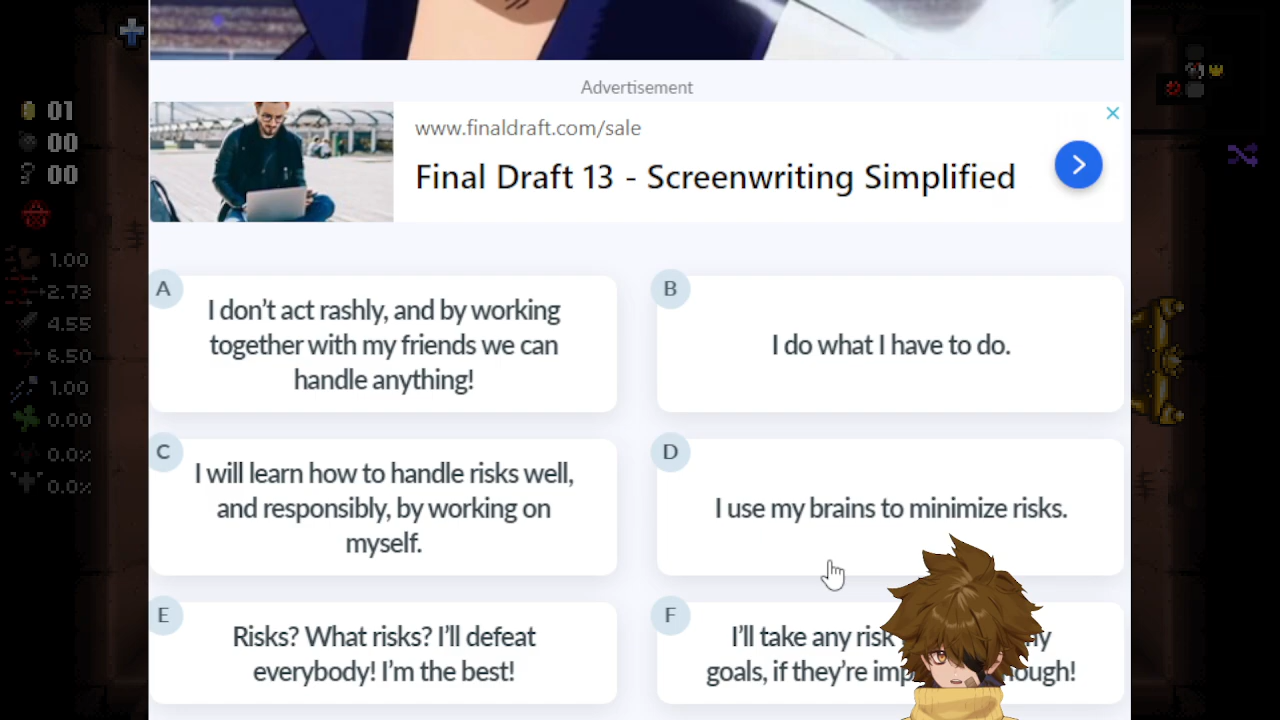 01
00
00
1.00
2.73
4.55
6.50
1.00
0.00
0.0%
0.0%
Advertisement
www.finaldraft.com/sale
Final Draft 13 - Screenwriting Simplified
A
I don't act rashly, and by working
together with my friends we can
handle anything!
B
I do what I have to do.
C
I will learn how to handle risks well,
and responsibly, by working on
myself.
D
I use my brains to minimize risks.
E
Risks? What risks? I'll defeat
everybody! I'm the best!
F
I'll take any risk
goals, if they're